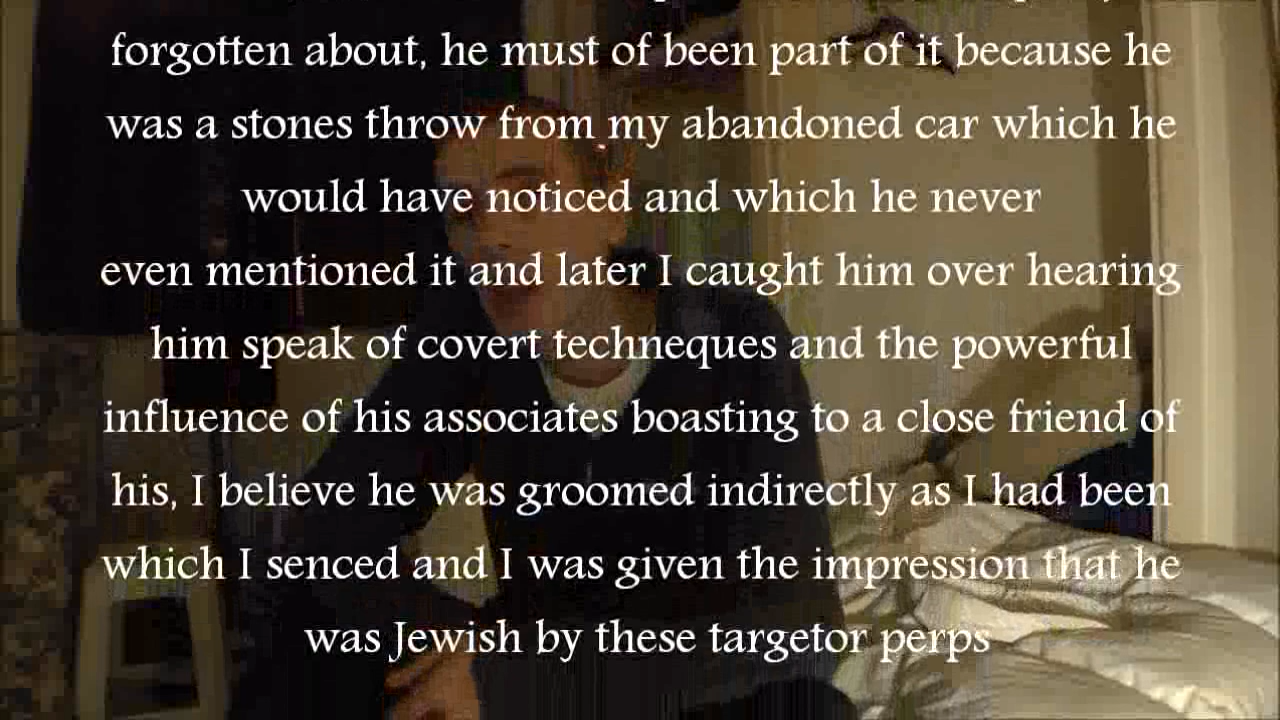 forgotten about, he must of been part of it because he
was a stones throw from my abandoned car which he
would have noticed and which he never
even mentioned it and later I caught him over hearing
him speak of covert techneques and the powerful
influence of his associates boasting to a close friend of
his, I believe he was groomed indirectly as I had been
which I senced and I was given the impression that he
was Jewish by these targetor perps